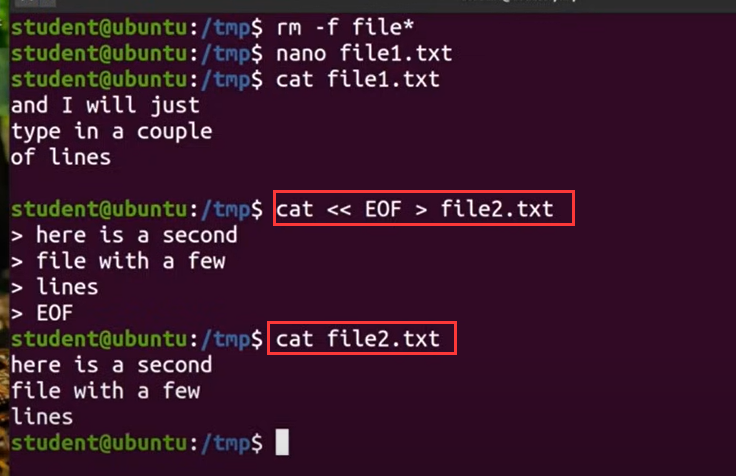 student@ubuntu:/tmp$ rm -f file*
student@ubuntu:/tmp$ nano file1.txt
student@ubuntu:/tmp$ cat file1.txt
and I will just
type in a couple
of lines
student@ubuntu:/tmp$ cat << EOF > file2.txt
> here is a second
> file with a few
> lines
> EOF
student@ubuntu:/tmp$ cat file2.txt
here is a second
file with a few
lines
student@ubuntu:/tmp$